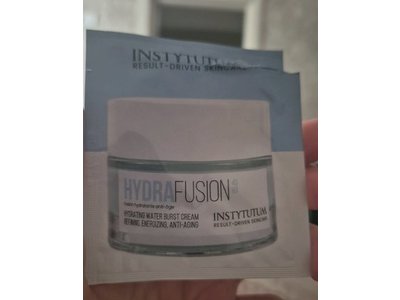 INSTYTUTUM
RESULT-DRIVEN SKINCARE
HYDRAFUSION
HYDRATING WATER BURST CREAM
REFINING, ENERGIZING, ANTI-AGING
INSTYTUTUM
RESULT-DRIVEN SKINCARE